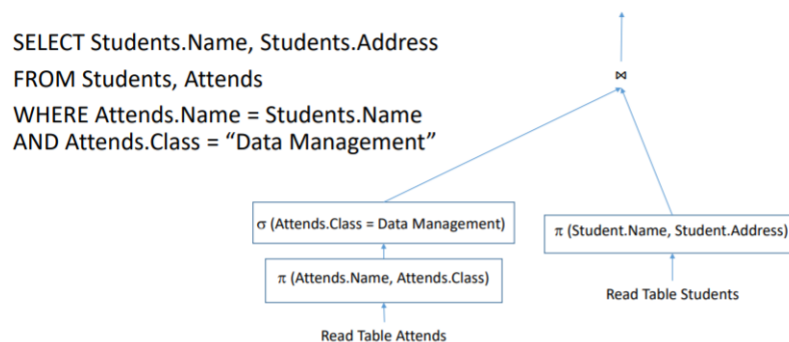 SELECT Students.Name, Students.Address
FROM Students, Attends
WHERE Attends.Name = Students.Name
AND Attends.Class = “Data Management”
⋈
σ (Attends.Class = Data Management)
π (Student.Name, Student.Address)
π (Attends.Name, Attends.Class)
Read Table Students
Read Table Attends